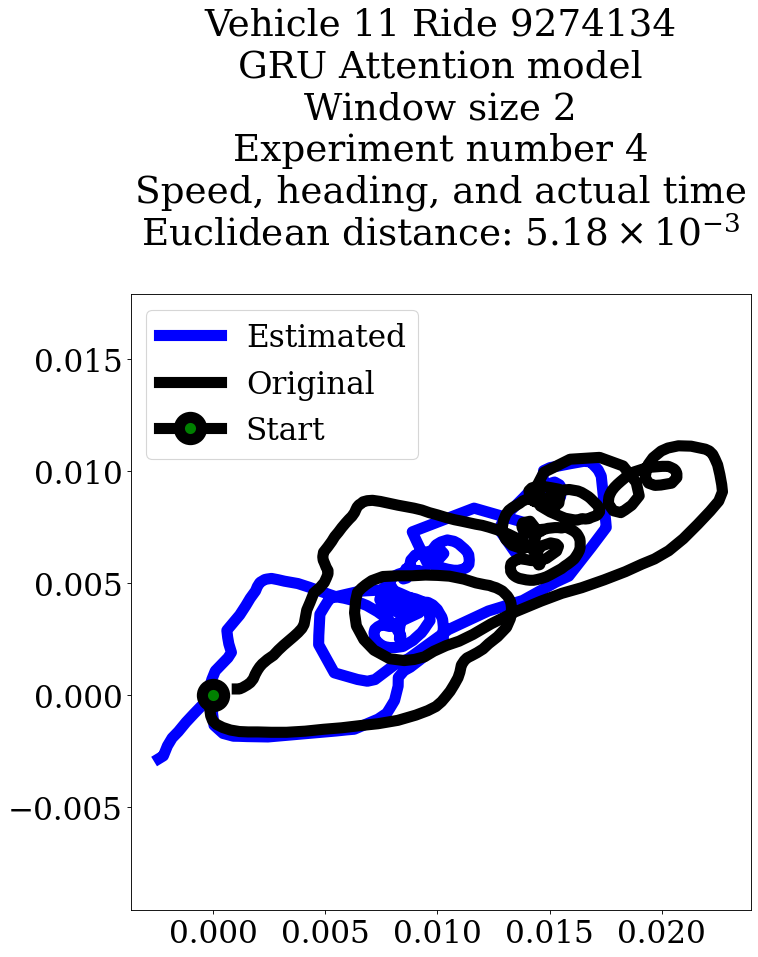 Vehicle 11 Ride 9274134
GRU Attention model
Window size 2
Experiment number 4
Speed, heading, and actual time
Euclidean distance: 5.18 × 10⁻³
Estimated
Original
Start
0.015
0.010
0.005
0.000
−0.005
0.000 0.005 0.010 0.015 0.020